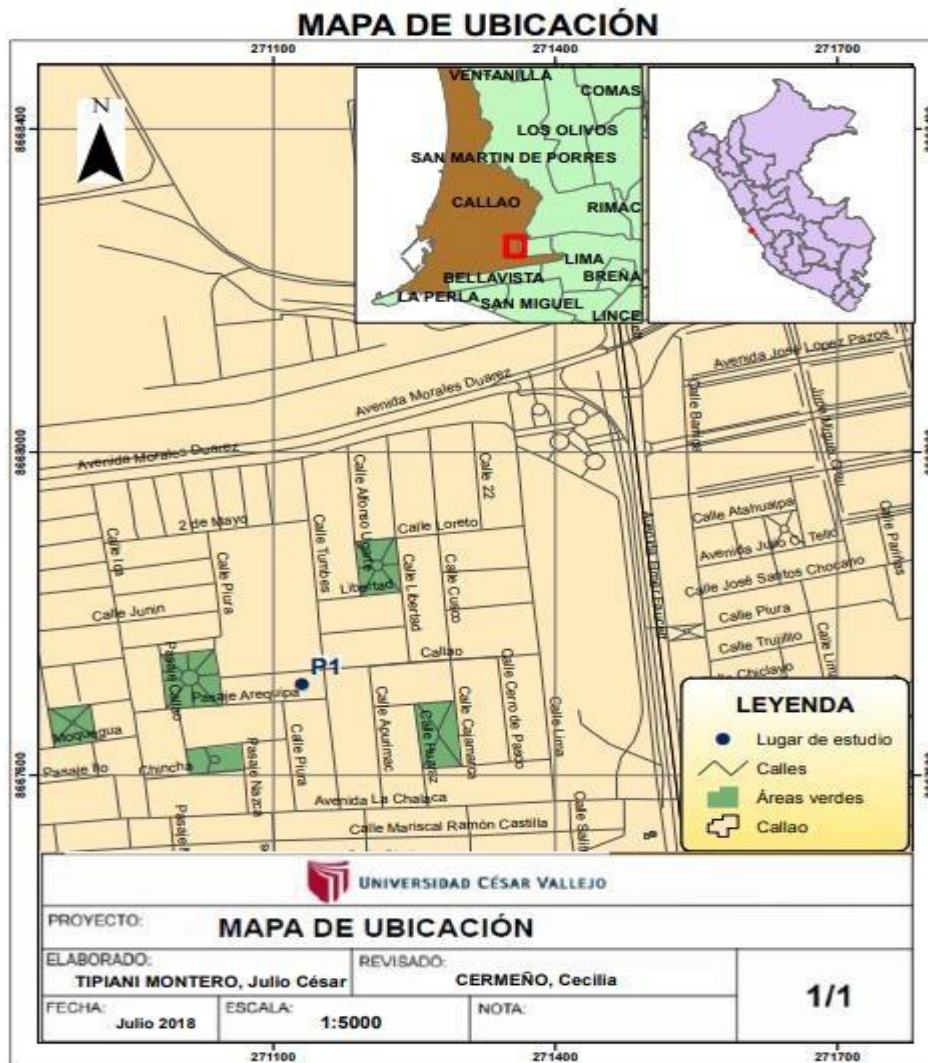 MAPA DE UBICACIÓN
271100
271400
271700
N
8668400
VENTANILLA
COMAS
LOS OLIVOS
SAN MARTIN DE PORRES
CALLAO
RIMAC
LIMA
BELLAVISTA
BREÑA
LA PERLA
SAN MIGUEL
LINCE
Avenida José Lopez Pazos
Avenida Morales Duarez
Avenida Morales Duarez
Calle 22
Calle Alfonso Ugarte
2 de Mayo
Calle Loreto
Calle Atahualpa
Avenida Julio C. Tello
Calle Pariñas
Calle Ica
Calle Piura
Calle Tumbes
Libertad
Calle Libertad
Calle Cusco
Calle José Santos Chocano
Calle Junin
Calle Piura
Calle Trujillo
Callao
P1
Pasaje Callao
Pasaje Arequipa
Calle Cerro de Pasco
Calle Lima
Moquegua
Calle Piura
Calle Apurimac
Calle Cajamarca
Pasaje Ilo
Chincha
Pasaje Nazca
Avenida La Chalaca
Calle Mariscal Ramón Castilla
LEYENDA
Lugar de estudio
Calles
Áreas verdes
Callao
UNIVERSIDAD CÉSAR VALLEJO
PROYECTO:
MAPA DE UBICACIÓN
ELABORADO:
TIPIANI MONTERO, Julio César
REVISADO:
CERMEÑO, Cecilia
1/1
FECHA:
Julio 2018
ESCALA:
1:5000
NOTA:
271100
271400
271700